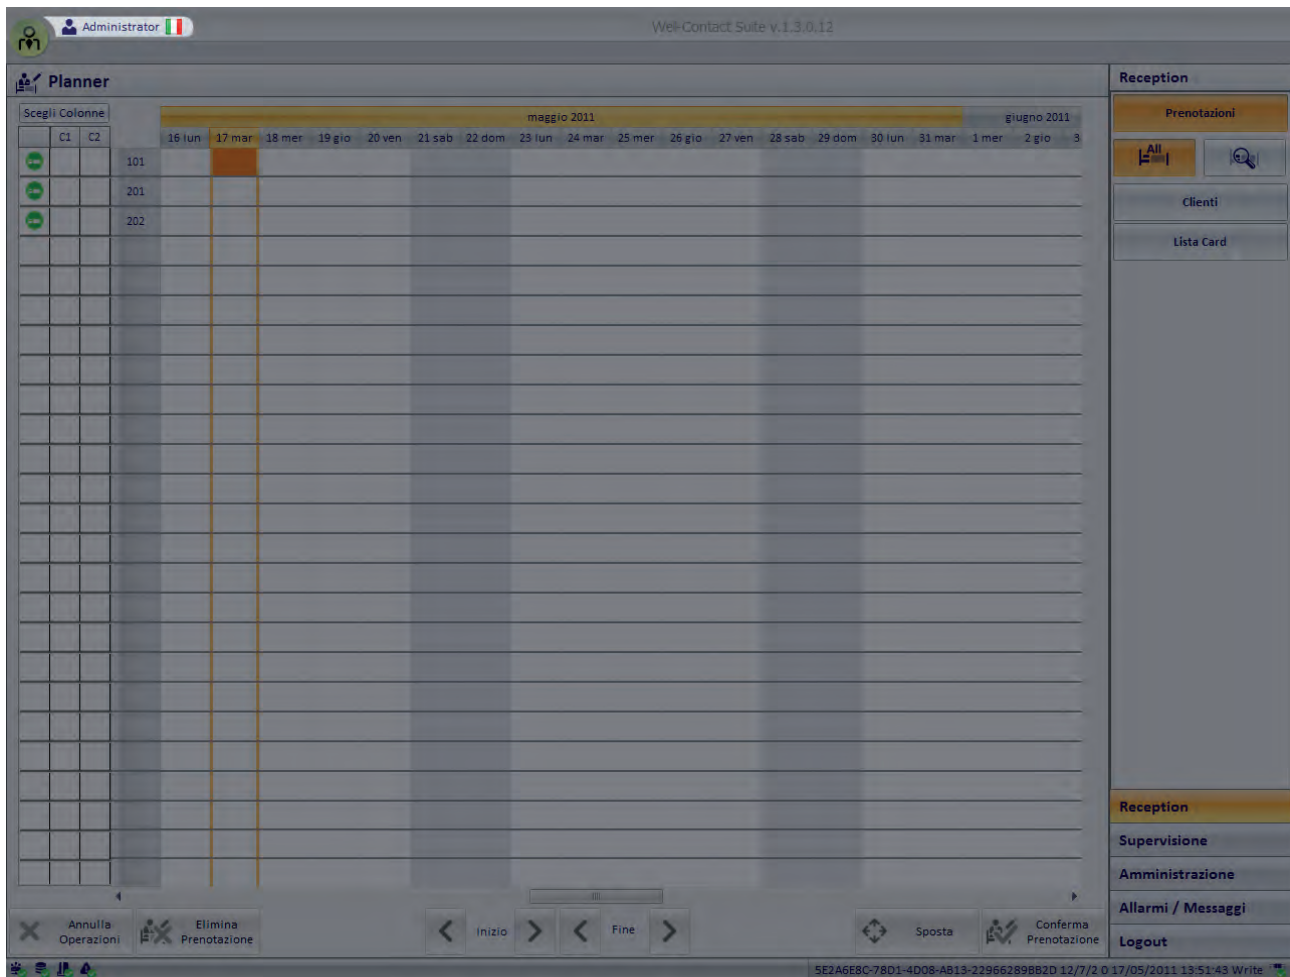 Administrator
Well-Contact Suite v.1.3.0.12
Planner
Reception
Scegli Colonne
maggio 2011
giugno 2011
C1 C2
16 lun 17 mar 18 mer 19 gio 20 ven 21 sab 22 dom 23 lun 24 mar 25 mer 26 gio 27 ven 28 sab 29 dom 30 lun 31 mar 1 mer 2 gio 3
101
201
202
Prenotazioni
All
Clienti
Lista Card
Reception
Supervisione
Amministrazione
Allarmi / Messaggi
Logout
Annulla
Operazioni
Elimina
Prenotazione
Inizio
Fine
Sposta
Conferma
Prenotazione
5E2A6E8C-78D1-4D08-AB13-22966289BB2D 12/7/2 0 17/05/2011 13:51:43 Write